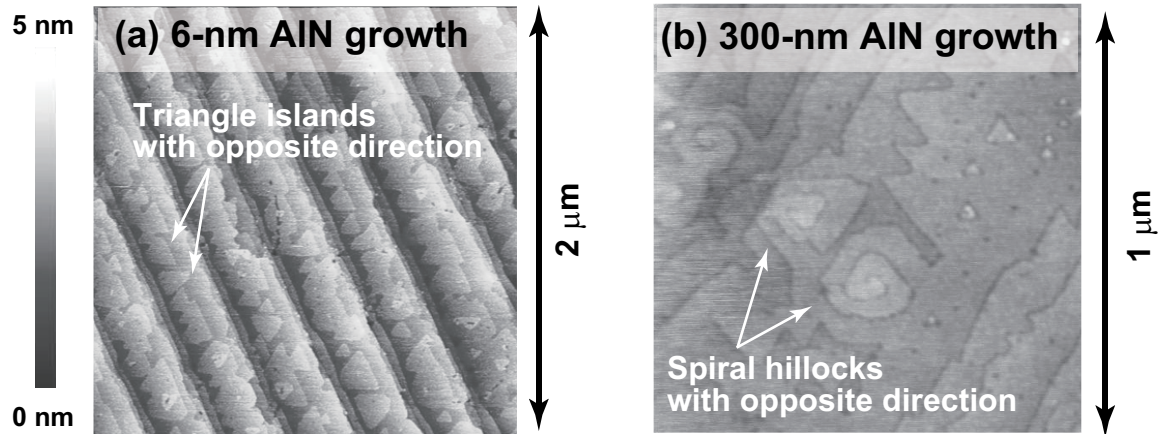 5 nm
0 nm
(a) 6-nm AlN growth
Triangle islands
with opposite direction
2 μm
(b) 300-nm AlN growth
Spiral hillocks
with opposite direction
1 μm